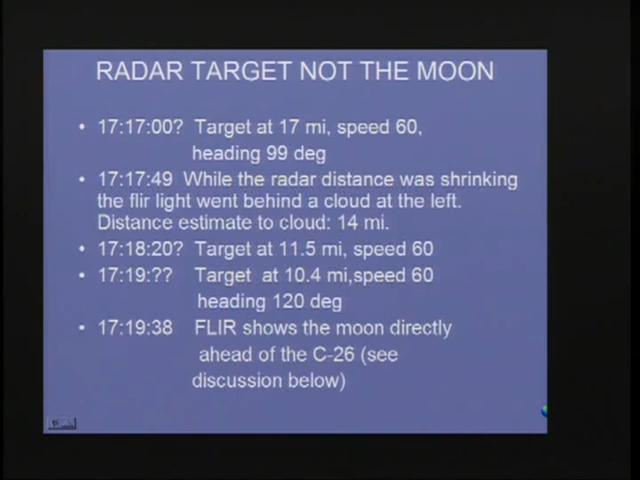 RADAR TARGET NOT THE MOON
• 17:17:00? Target at 17 mi, speed 60,
heading 99 deg
• 17:17:49 While the radar distance was shrinking
the flir light went behind a cloud at the left.
Distance estimate to cloud: 14 mi.
• 17:18:20? Target at 11.5 mi, speed 60
• 17:19:?? Target at 10.4 mi,speed 60
heading 120 deg
• 17:19:38 FLIR shows the moon directly
ahead of the C-26 (see
discussion below)